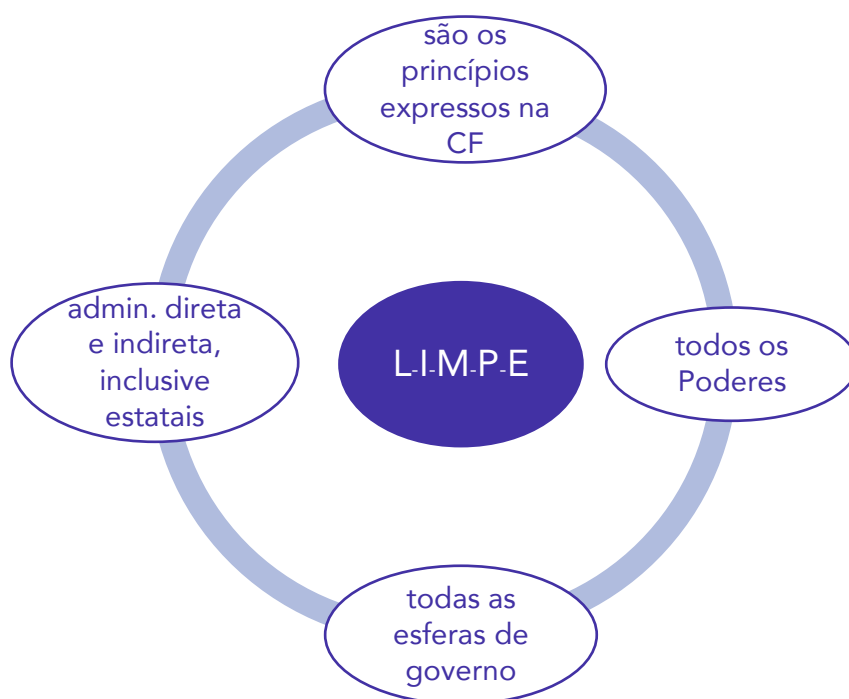 são os
princípios
expressos na
CF
admin. direta
e indireta,
inclusive
estatais
L-I-M-P-E
todos os
Poderes
todas as
esferas de
governo